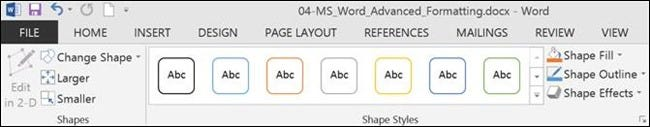 04-MS_Word_Advanced_Formatting.docx - Word
FILE HOME INSERT DESIGN PAGE LAYOUT REFERENCES MAILINGS REVIEW VIEW
Edit in 2-D
Change Shape
Larger
Smaller
Shapes
Abc Abc Abc Abc Abc Abc Abc
Shape Styles
Shape Fill
Shape Outline
Shape Effects